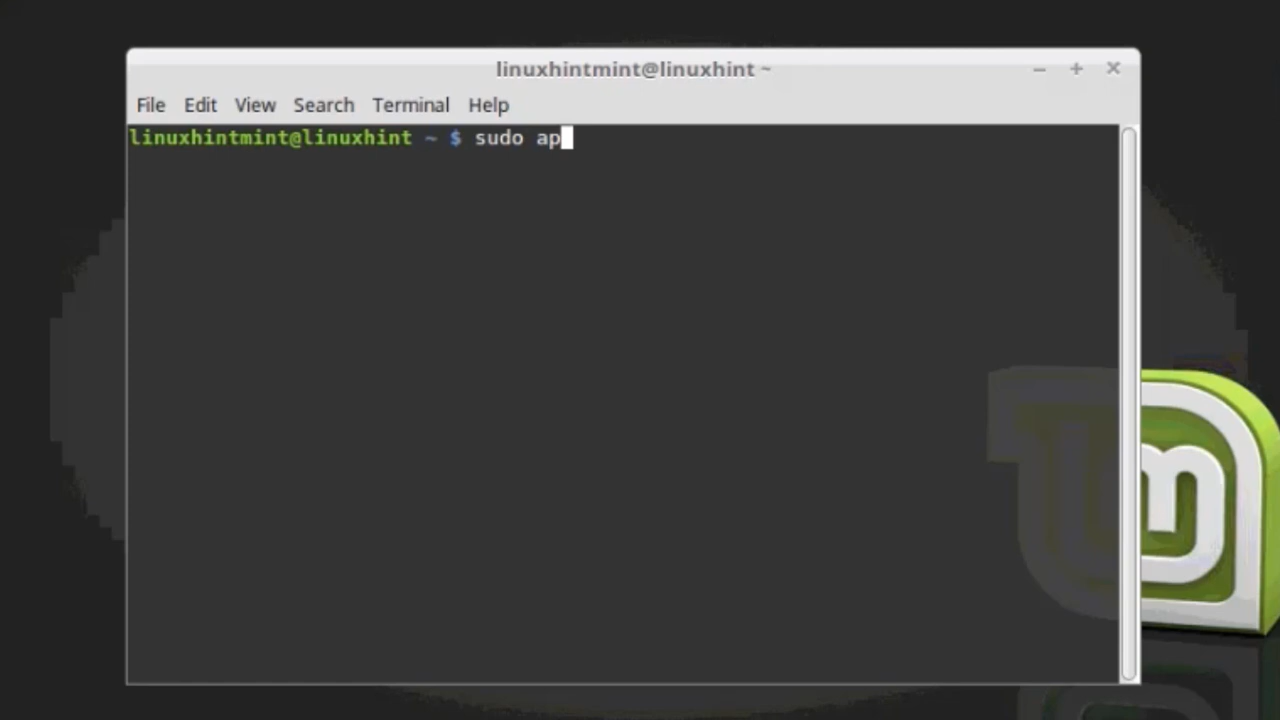 linuxhintmint@linuxhint ~
File Edit View Search Terminal Help
linuxhintmint@linuxhint ~ $ sudo ap